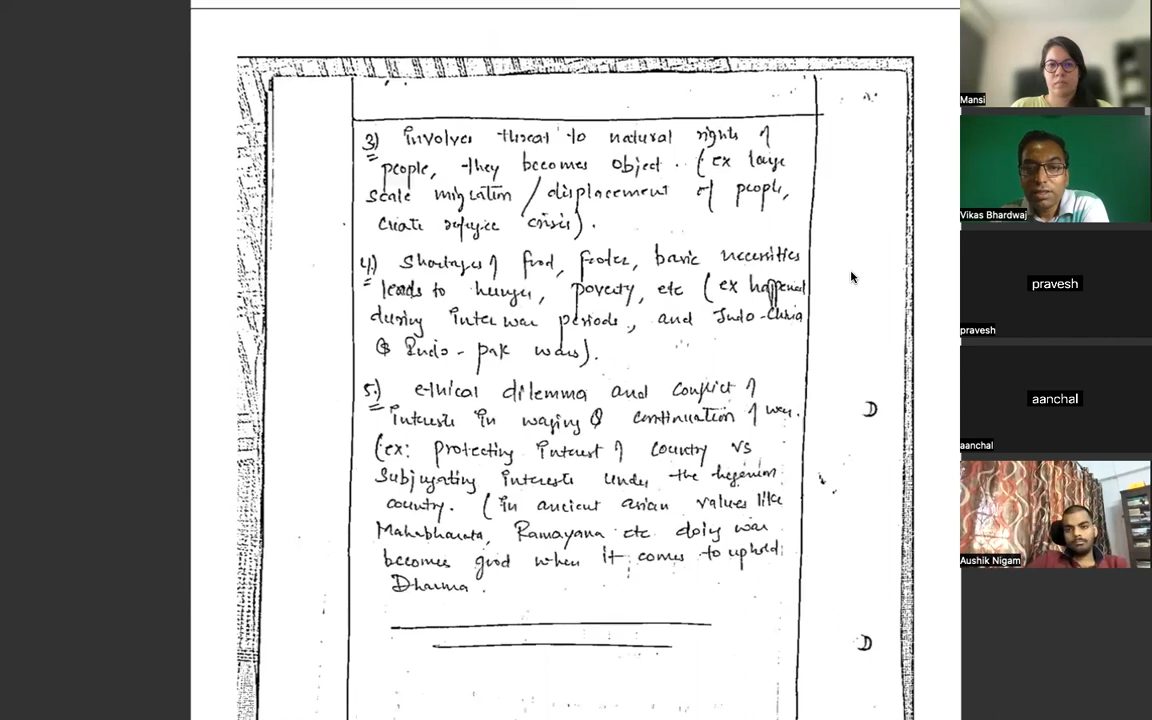 3) involves threat to natural rights of
people, they becomes object. (ex large
scale migration / displacement of people,
create refugee crisis).
4) Shortages of food, fodder, basic necessities
leads to hunger, poverty, etc (ex happened
during inter war periods, and Indo-China
& Indo-pak wars).
5) ethical dilemma and conflict of
interests in waging & continuation of war.
(ex: protecting interest of country vs
subjugating interests under the hegemon
country. (in ancient asian values like
Mahabharata, Ramayana etc doing war
becomes good when it comes to uphold
Dharma.
D
D
Mansi
Vikas Bhardwaj
pravesh
pravesh
aanchal
aanchal
Aushik Nigam